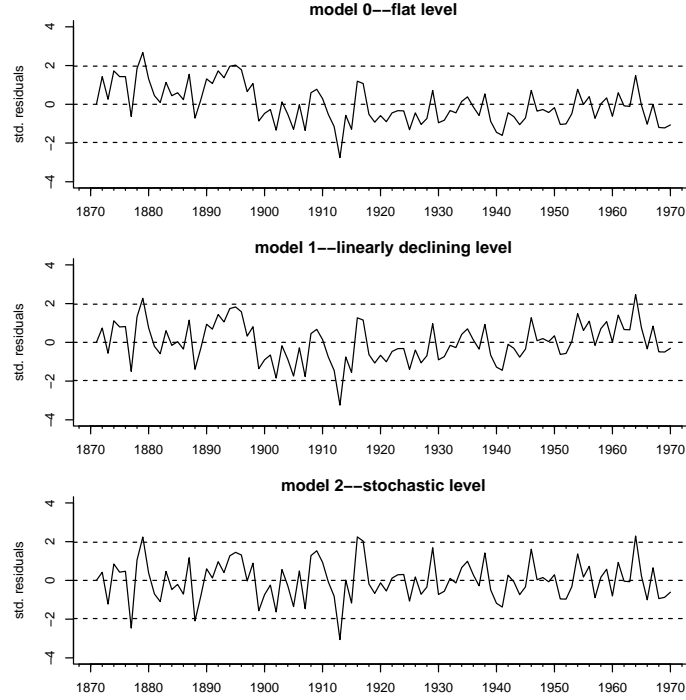 model 0−−flat level
std. residuals
4
2
0
−2
−4
1870 1880 1890 1900 1910 1920 1930 1940 1950 1960 1970
model 1−−linearly declining level
std. residuals
4
2
0
−2
−4
1870 1880 1890 1900 1910 1920 1930 1940 1950 1960 1970
model 2−−stochastic level
std. residuals
4
2
0
−2
−4
1870 1880 1890 1900 1910 1920 1930 1940 1950 1960 1970